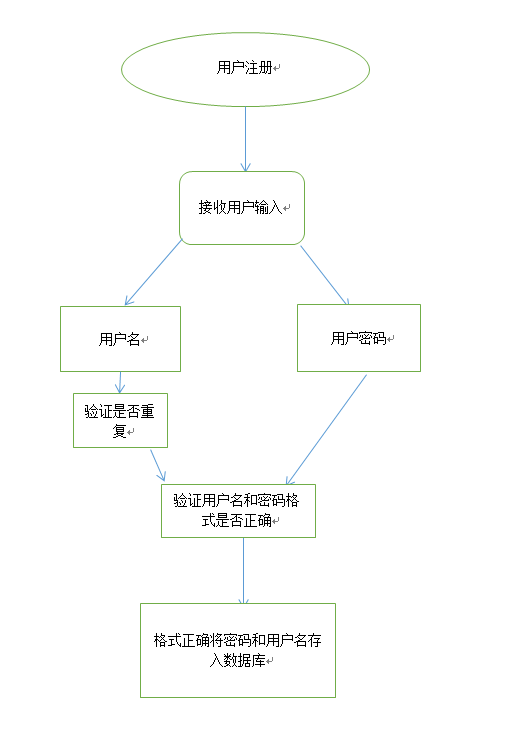 用户注册
接收用户输入
用户名
用户密码
验证是否重
复
验证用户名和密码格
式是否正确
格式正确将密码和用户名存
入数据库